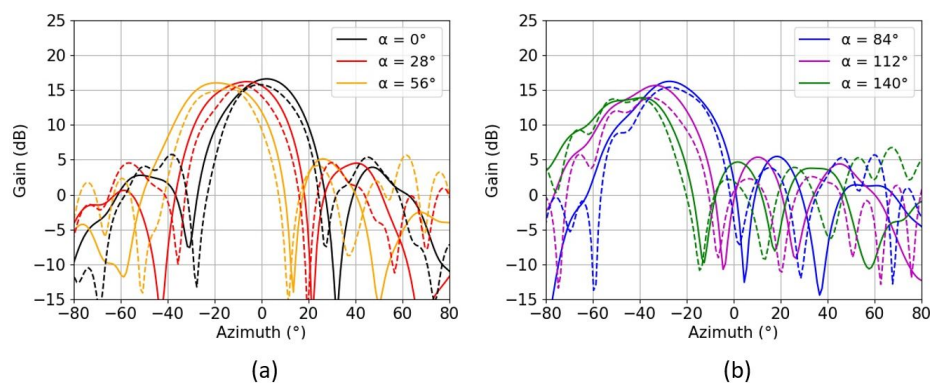 25
20
15
10
5
0
−5
−10
−15
−80 −60 −40 −20 0 20 40 60 80
Gain (dB)
Azimuth (°)
α = 0°
α = 28°
α = 56°
(a)
25
20
15
10
5
0
−5
−10
−15
−80 −60 −40 −20 0 20 40 60 80
Gain (dB)
Azimuth (°)
α = 84°
α = 112°
α = 140°
(b)